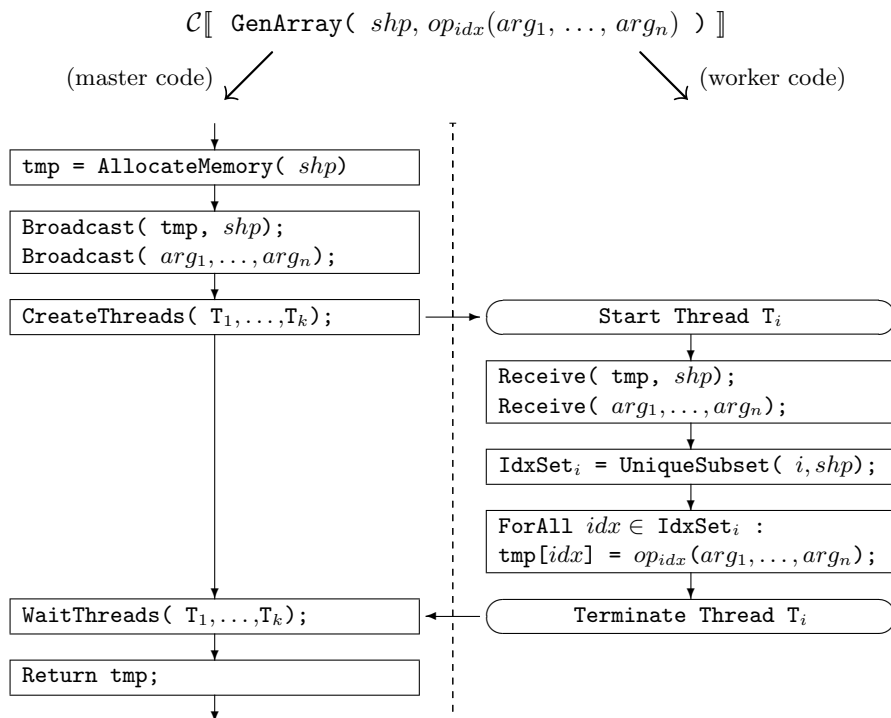 𝒞⟦ GenArray( shp, op_idx(arg_1, …, arg_n) ) ⟧
(master code)
(worker code)
tmp = AllocateMemory( shp)
Broadcast( tmp, shp);
Broadcast( arg_1,…,arg_n);
CreateThreads( T_1,…,T_k);
Start Thread T_i
Receive( tmp, shp);
Receive( arg_1,…,arg_n);
IdxSet_i = UniqueSubset( i,shp);
ForAll idx ∈ IdxSet_i :
tmp[idx] = op_idx(arg_1,…,arg_n);
WaitThreads( T_1,…,T_k);
Terminate Thread T_i
Return tmp;